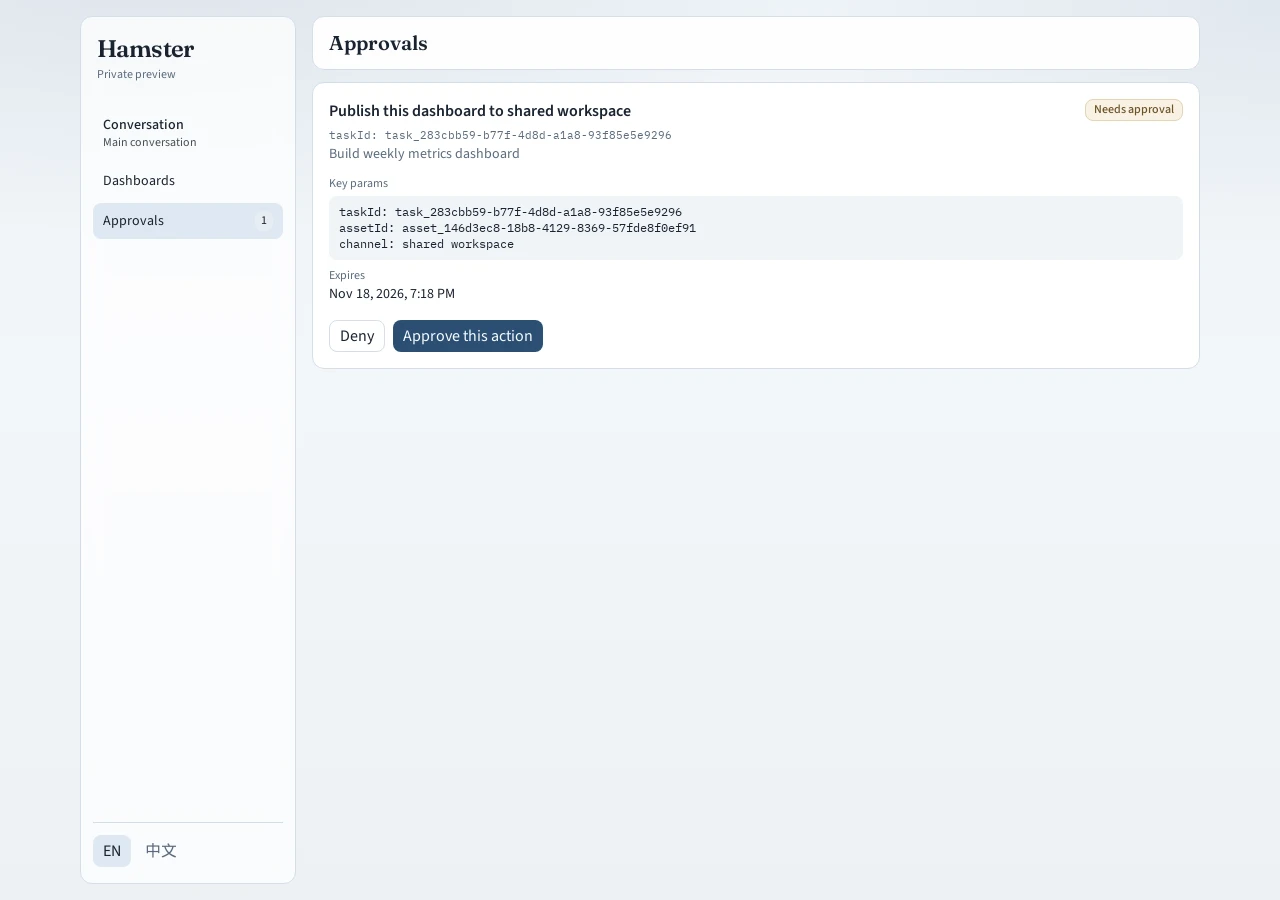 Hamster
Private preview
Conversation
Main conversation
Dashboards
Approvals 1
EN 中文
Approvals
Publish this dashboard to shared workspace
Needs approval
taskId: task_283cbb59-b77f-4d8d-a1a8-93f85e5e9296
Build weekly metrics dashboard
Key params
taskId: task_283cbb59-b77f-4d8d-a1a8-93f85e5e9296
assetId: asset_146d3ec8-18b8-4129-8369-57fde8f0ef91
channel: shared workspace
Expires
Nov 18, 2026, 7:18 PM
Deny Approve this action